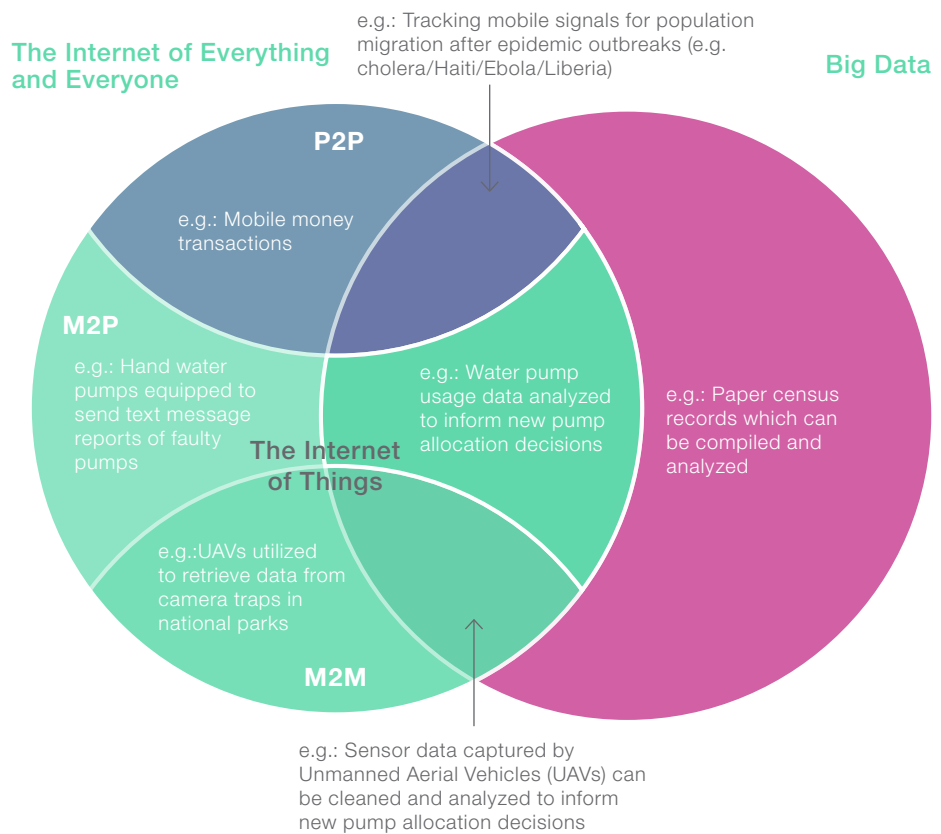 e.g.: Tracking mobile signals for population
migration after epidemic outbreaks (e.g.
cholera/Haiti/Ebola/Liberia)
The Internet of Everything
and Everyone
Big Data
P2P
e.g.: Mobile money
transactions
M2P
e.g.: Hand water
pumps equipped to
send text message
reports of faulty
pumps
e.g.: Water pump
usage data analyzed
to inform new pump
allocation decisions
e.g.: Paper census
records which can
be compiled and
analyzed
The Internet
of Things
e.g.:UAVs utilized
to retrieve data from
camera traps in
national parks
M2M
e.g.: Sensor data captured by
Unmanned Aerial Vehicles (UAVs) can
be cleaned and analyzed to inform
new pump allocation decisions